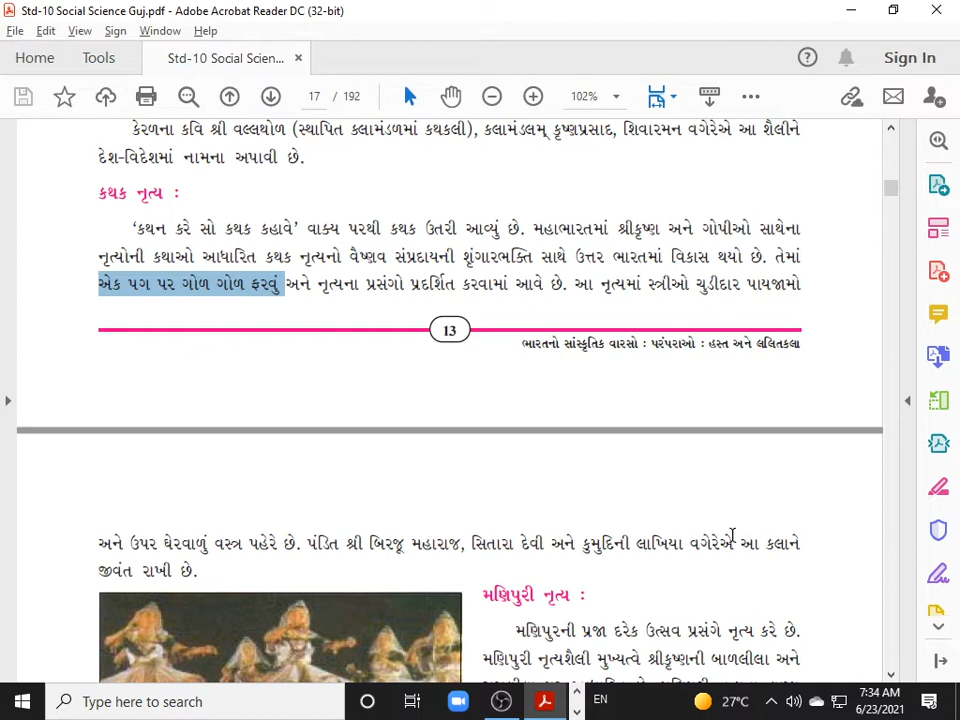 Std-10 Social Science Guj.pdf - Adobe Acrobat Reader DC (32-bit)
File Edit View Sign Window Help
Home Tools Std-10 Social Scien... × Sign In
17 / 192 102%
કેરળના કવિ શ્રી વલ્લથોળ (સ્થાપિત કલામંડળમાં કથકલી), કલામંડલમ્ કૃષ્ણપ્રસાદ, શિવારમન વગેરેએ આ શૈલીને
દેશ-વિદેશમાં નામના અપાવી છે.
કથક નૃત્ય :
‘કથન કરે સો કથક કહાવે’ વાક્ય પરથી કથક ઉતરી આવ્યું છે. મહાભારતમાં શ્રીકૃષ્ણ અને ગોપીઓ સાથેના
નૃત્યોની કથાઓ આધારિત કથક નૃત્યનો વૈષ્ણવ સંપ્રદાયની શૃંગારભક્તિ સાથે ઉત્તર ભારતમાં વિકાસ થયો છે. તેમાં
એક પગ પર ગોળ ગોળ ફરવું અને નૃત્યના પ્રસંગો પ્રદર્શિત કરવામાં આવે છે. આ નૃત્યમાં સ્ત્રીઓ ચુડીદાર પાયજામો
13
ભારતનો સાંસ્કૃતિક વારસો : પરંપરાઓ : હસ્ત અને લલિતકલા
અને ઉપર ઘેરવાળું વસ્ત્ર પહેરે છે. પંડિત શ્રી બિરજૂ મહારાજ, સિતારા દેવી અને કુમુદિની લાખિયા વગેરેએ આ કલાને
જીવંત રાખી છે.
મણિપુરી નૃત્ય :
મણિપુરની પ્રજા દરેક ઉત્સવ પ્રસંગે નૃત્ય કરે છે.
મણિપુરી નૃત્યશૈલી મુખ્યત્વે શ્રીકૃષ્ણની બાળલીલા અને
Type here to search
EN
27°C
7:34 AM
6/23/2021